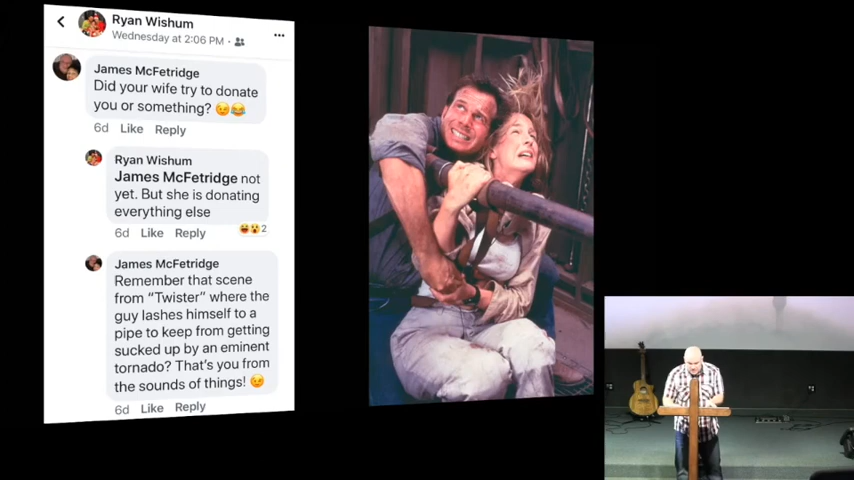 Ryan Wishum
Wednesday at 2:06 PM ·
James McFetridge
Did your wife try to donate
you or something? 😉😂
6d Like Reply
Ryan Wishum
James McFetridge not
yet. But she is donating
everything else
6d Like Reply 😆😮 2
James McFetridge
Remember that scene
from “Twister” where the
guy lashes himself to a
pipe to keep from getting
sucked up by an eminent
tornado? That's you from
the sounds of things! 😉
6d Like Reply